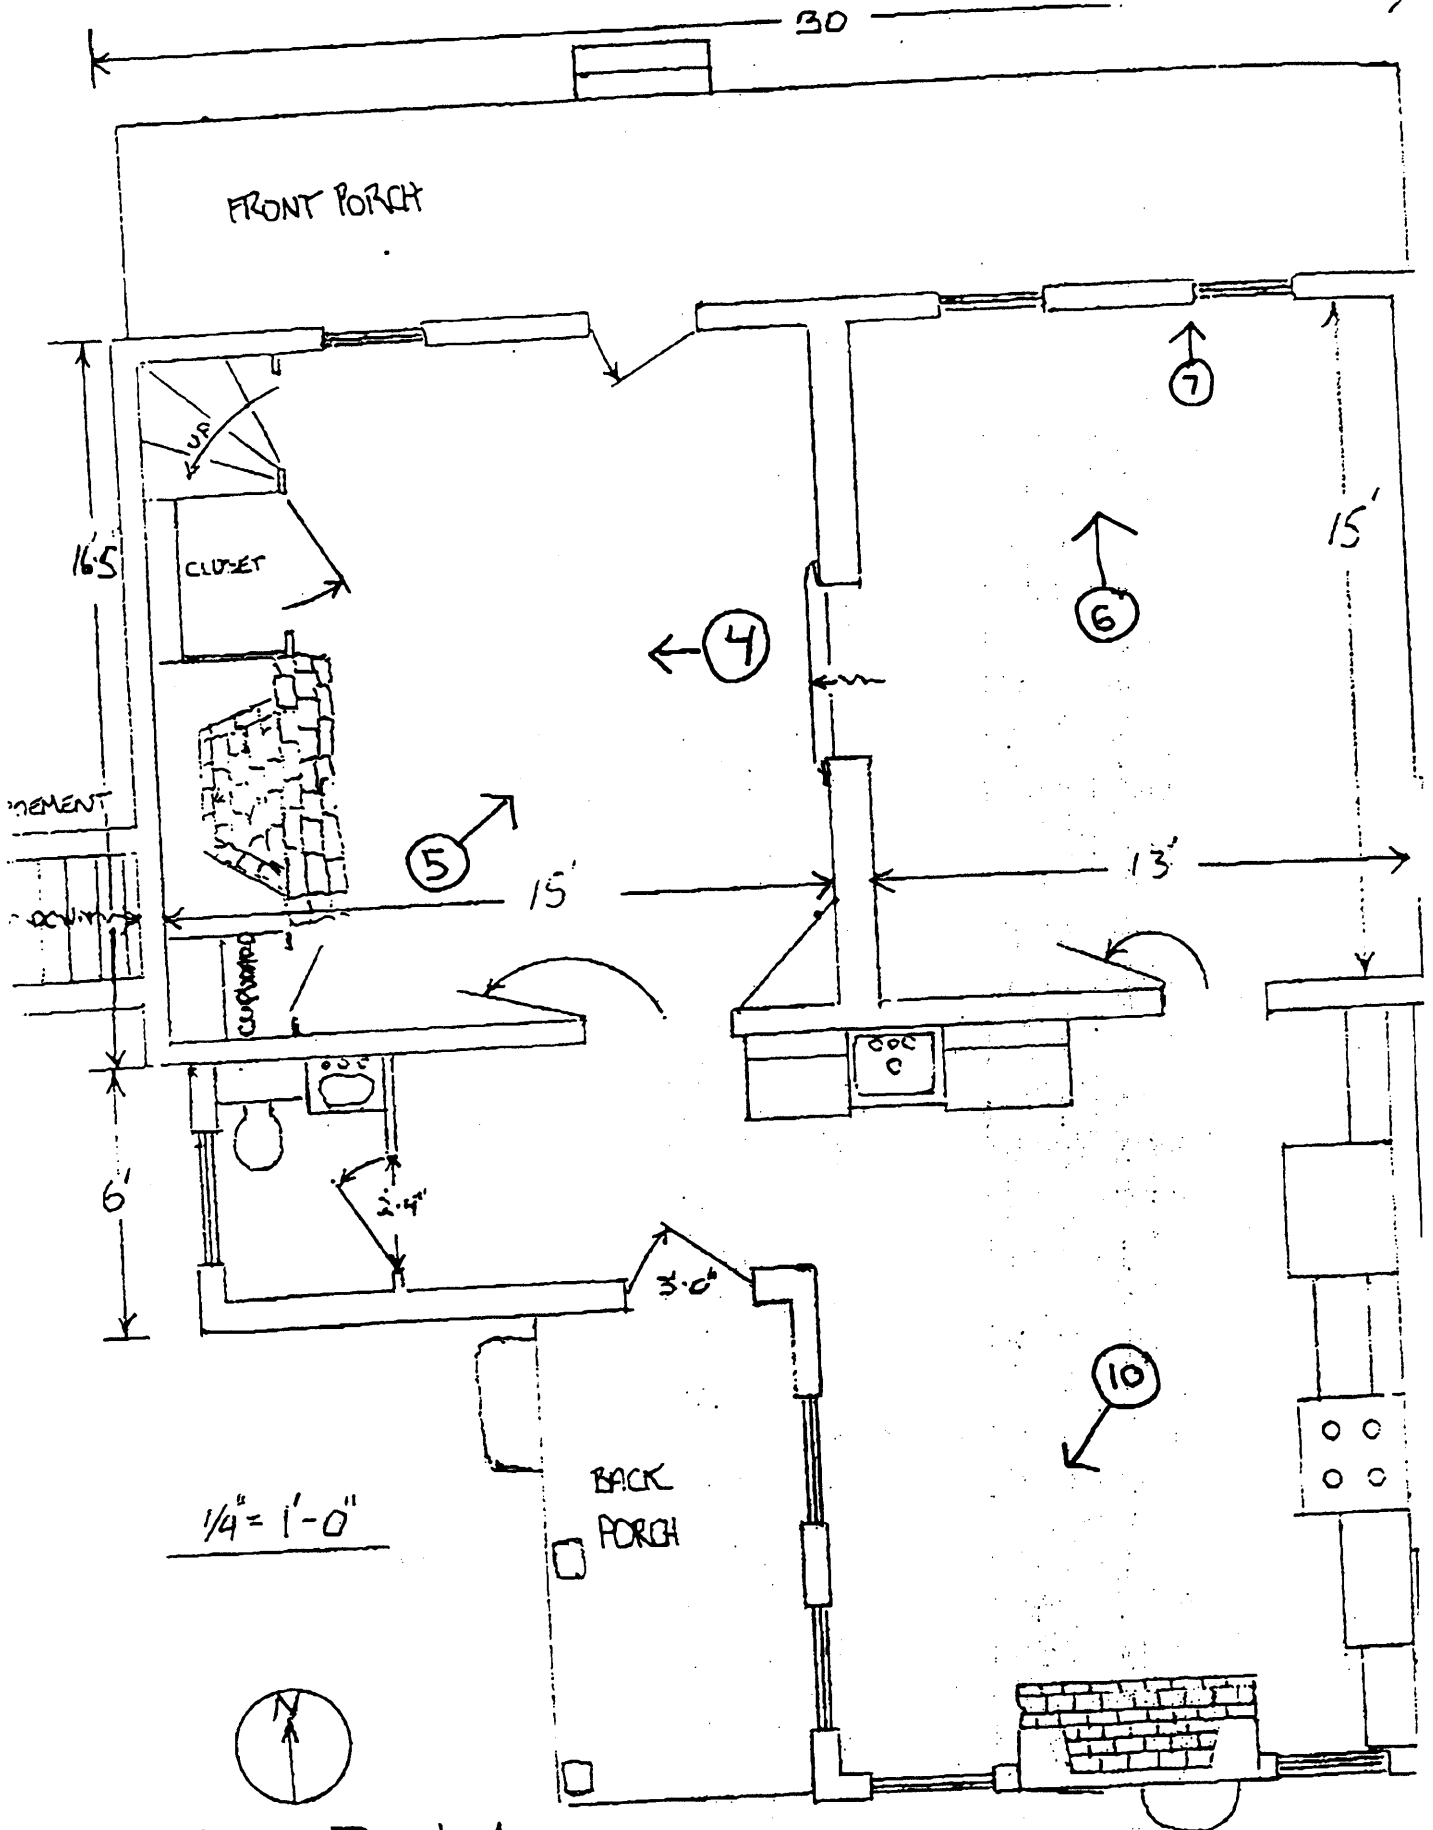 30
FRONT PORCH
7
UP
16.5
CLOSET
15'
6
4
5
15'
13'
CUPBOARD
6'
2'-4"
3'-0"
10
1/4" = 1'-0"
BACK
PORCH
N